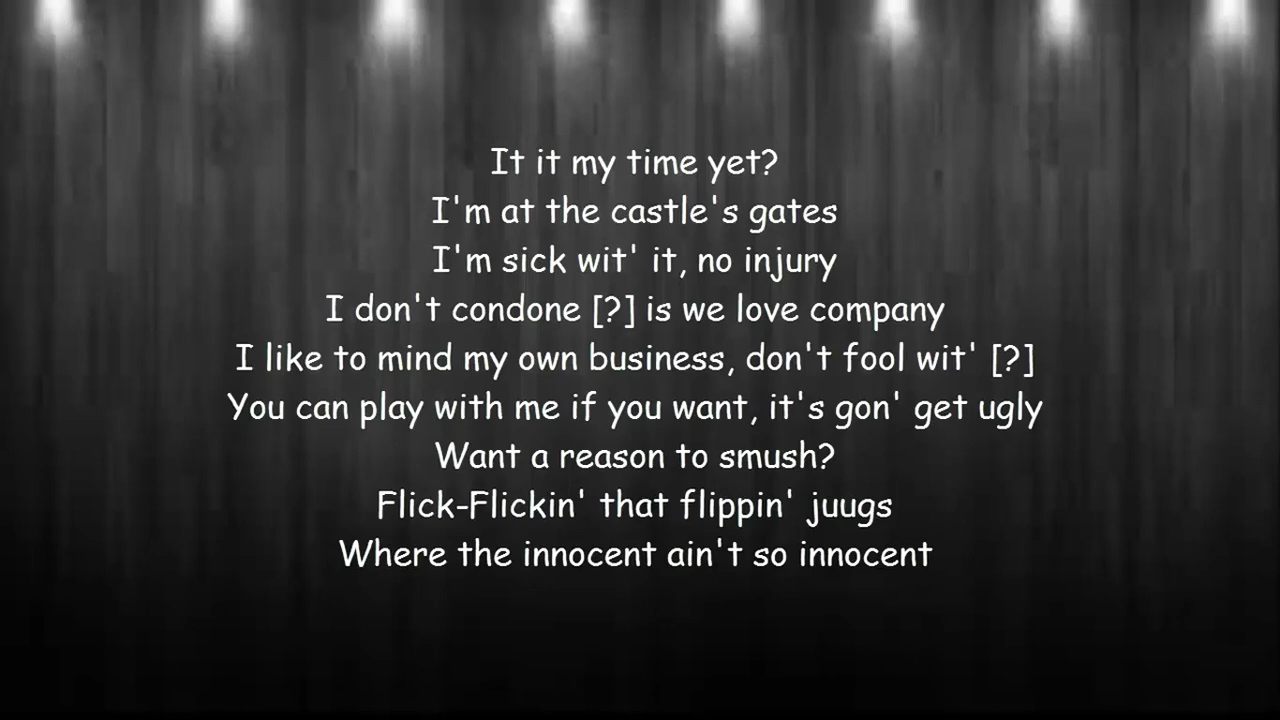 It it my time yet?
I'm at the castle's gates
I'm sick wit' it, no injury
I don't condone [?] is we love company
I like to mind my own business, don't fool wit' [?]
You can play with me if you want, it's gon' get ugly
Want a reason to smush?
Flick-Flickin' that flippin' juugs
Where the innocent ain't so innocent